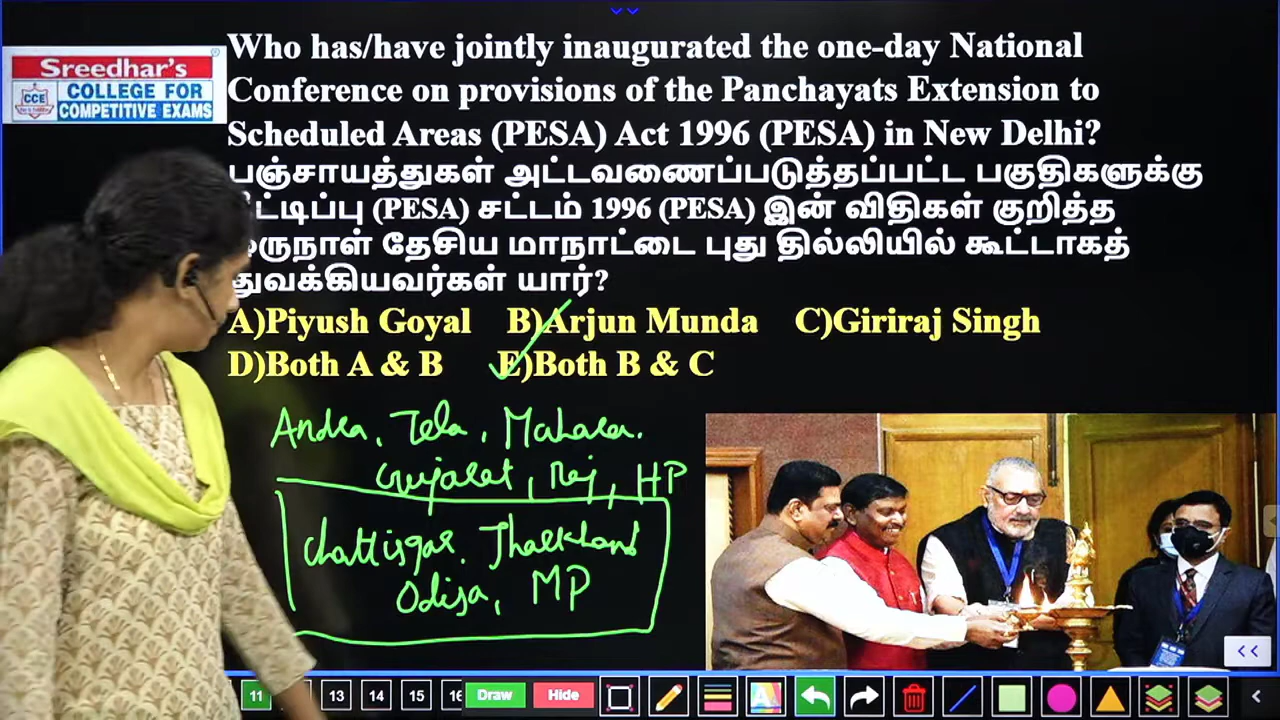 Sreedhar's
CCE
COLLEGE FOR
COMPETITIVE EXAMS
Who has/have jointly inaugurated the one-day National
Conference on provisions of the Panchayats Extension to
Scheduled Areas (PESA) Act 1996 (PESA) in New Delhi?
பஞ்சாயத்துகள் அட்டவணைப்படுத்தப்பட்ட பகுதிகளுக்கு
(PESA) சட்டம் 1996 (PESA) இன் விதிகள் குறித்த
தேசிய மாநாட்டை புது தில்லியில் கூட்டாகத்
துவக்கியவர்கள் யார்?
A)Piyush Goyal B)Arjun Munda C)Giriraj Singh
D)Both A & B E)Both B & C
Andra, Tela, Mahara.
Gujarat, Raj, HP
Chattisgar. Jharkhand
Odisa, MP
<<
11 13 14 15 16 Draw Hide